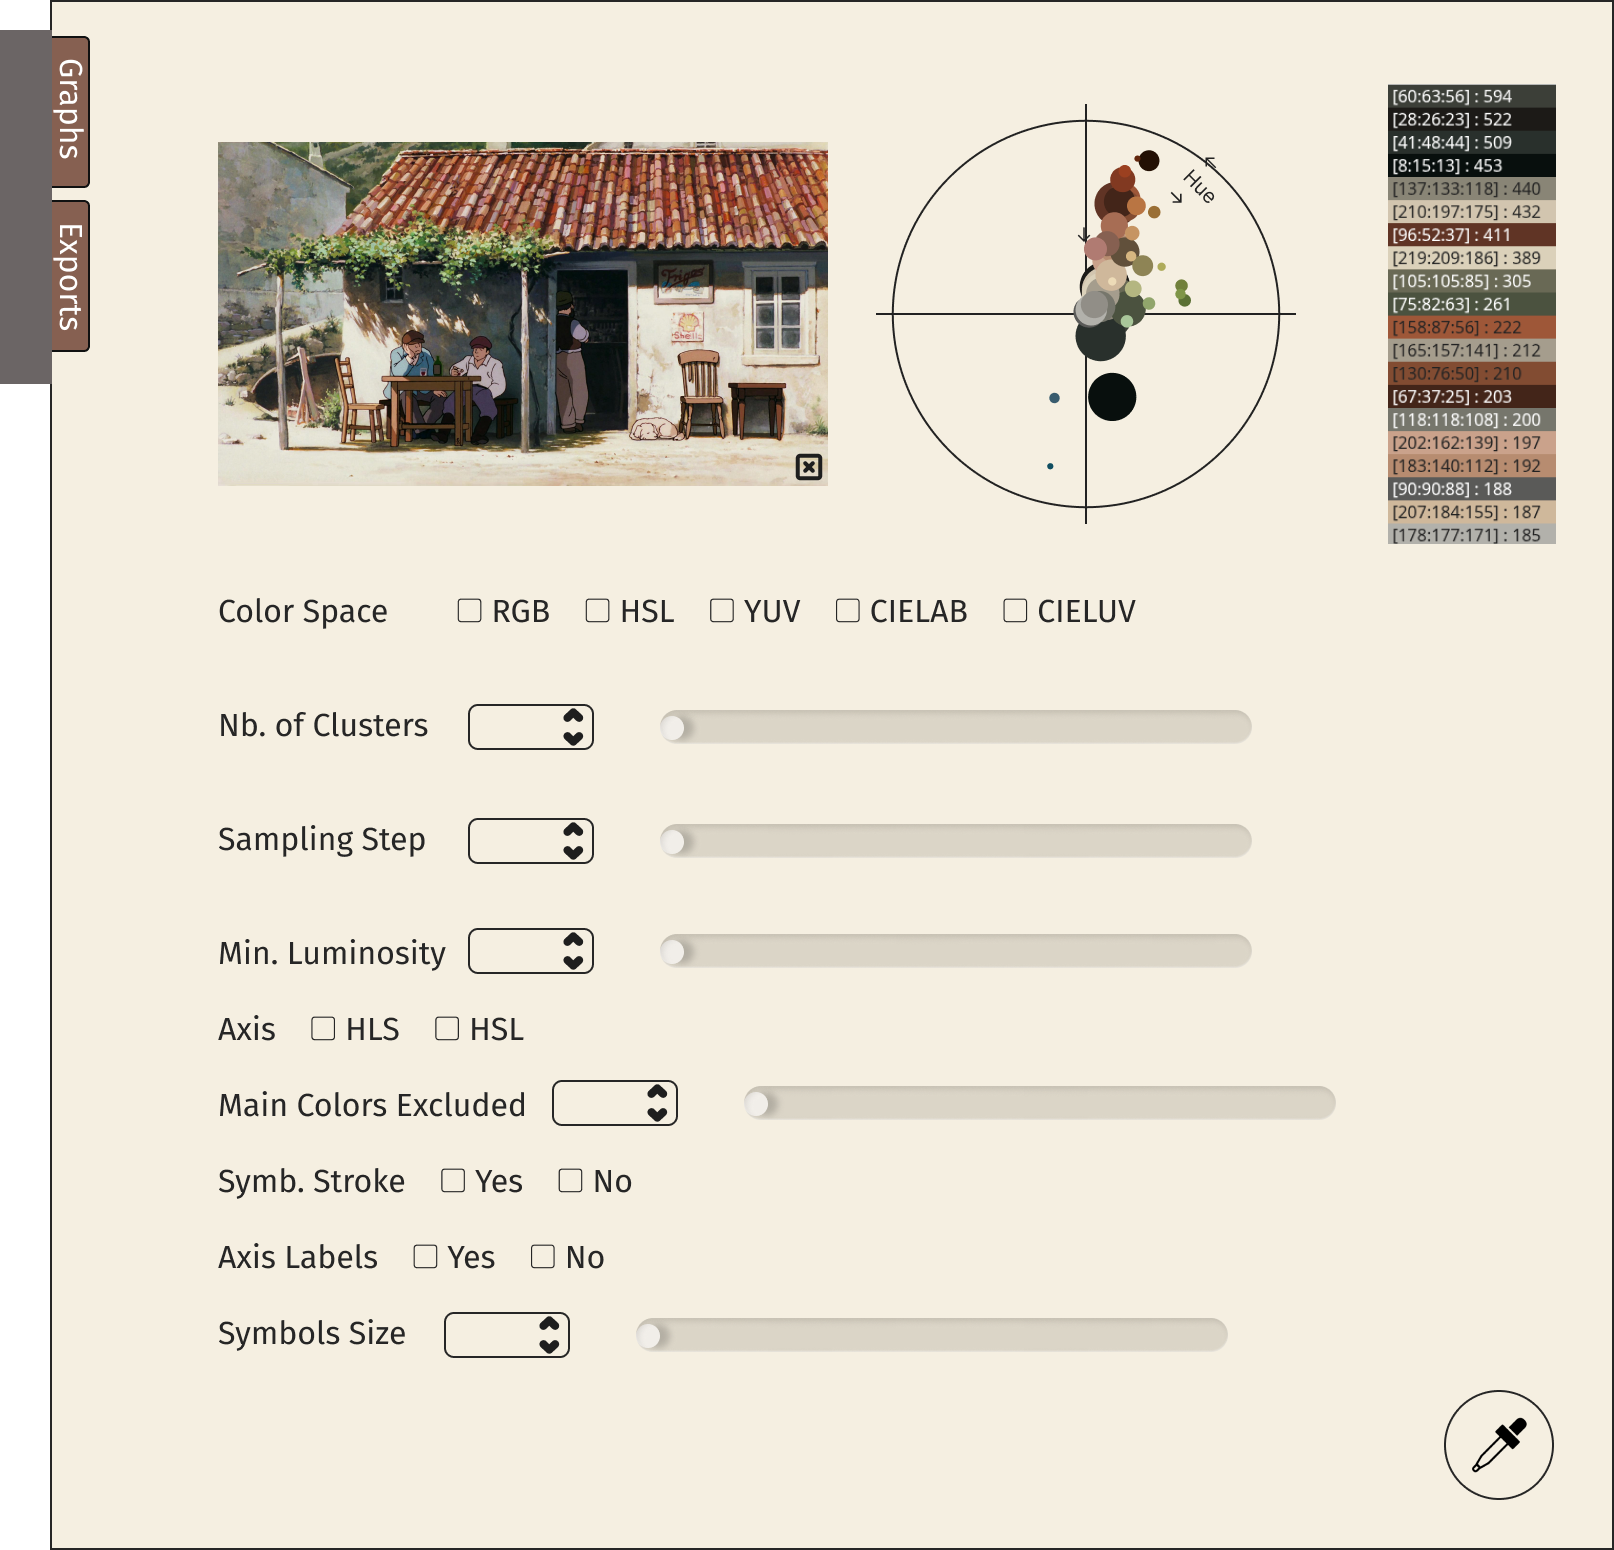 Graphs
Exports
Frigor
Shell
Hue
[60:63:56] : 594
[28:26:23] : 522
[41:48:44] : 509
[8:15:13] : 453
[137:133:118] : 440
[210:197:175] : 432
[96:52:37] : 411
[219:209:186] : 389
[105:105:85] : 305
[75:82:63] : 261
[158:87:56] : 222
[165:157:141] : 212
[130:76:50] : 210
[67:37:25] : 203
[118:118:108] : 200
[202:162:139] : 197
[183:140:112] : 192
[90:90:88] : 188
[207:184:155] : 187
[178:177:171] : 185
Color Space RGB HSL YUV CIELAB CIELUV
Nb. of Clusters
Sampling Step
Min. Luminosity
Axis HLS HSL
Main Colors Excluded
Symb. Stroke Yes No
Axis Labels Yes No
Symbols Size